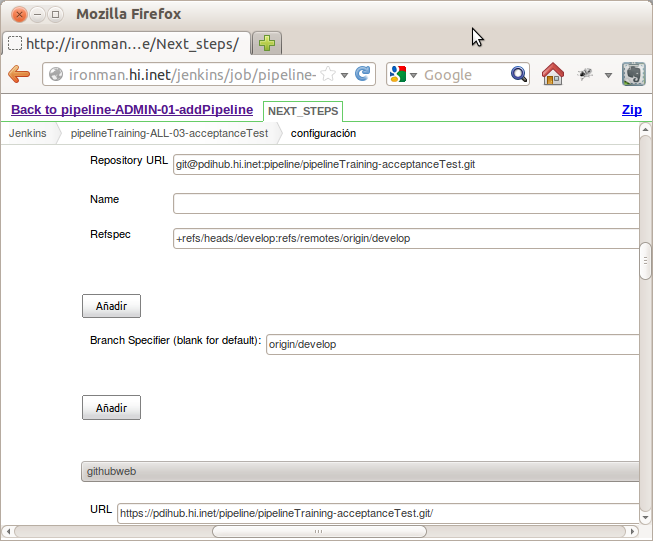 Mozilla Firefox
http://ironman...e/Next_steps/
ironman.hi.inet/jenkins/job/pipeline-
Google
Back to pipeline-ADMIN-01-addPipeline
NEXT_STEPS
Zip
Jenkins
pipelineTraining-ALL-03-acceptanceTest
configuración
Repository URL
git@pdihub.hi.inet:pipeline/pipelineTraining-acceptanceTest.git
Name
Refspec
+refs/heads/develop:refs/remotes/origin/develop
Añadir
Branch Specifier (blank for default):
origin/develop
Añadir
githubweb
URL
https://pdihub.hi.inet/pipeline/pipelineTraining-acceptanceTest.git/